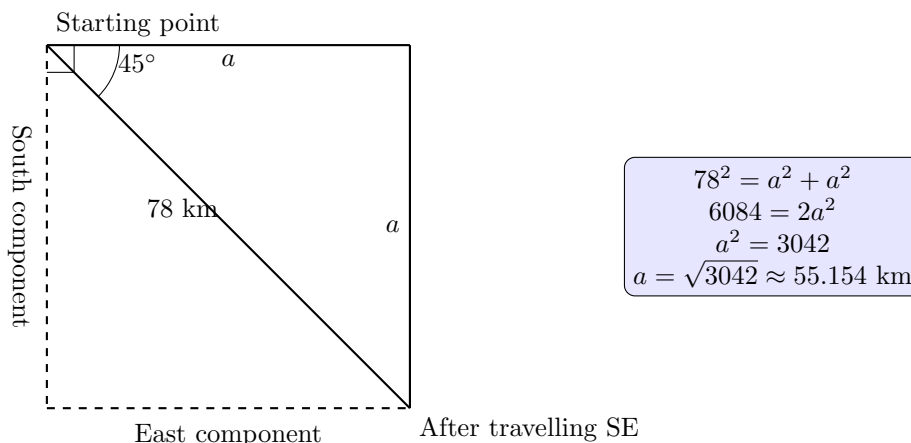 Starting point
45°
a
South component
78 km
a
East component
After travelling SE
78² = a² + a²
6084 = 2a²
a² = 3042
a = √3042 ≈ 55.154 km